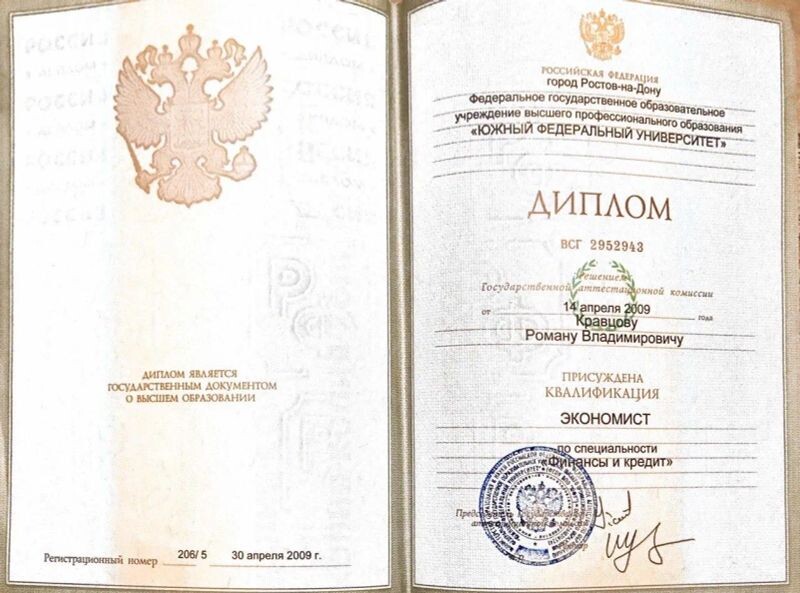 ДИПЛОМ ЯВЛЯЕТСЯ
ГОСУДАРСТВЕННЫМ ДОКУМЕНТОМ
О ВЫСШЕМ ОБРАЗОВАНИИ
Регистрационный номер 206/ 5 30 апреля 2009 г.
РОССИЙСКАЯ ФЕДЕРАЦИЯ
город Ростов-на-Дону
Федеральное государственное образовательное
учреждение высшего профессионального образования
«ЮЖНЫЙ ФЕДЕРАЛЬНЫЙ УНИВЕРСИТЕТ»
ДИПЛОМ
ВСГ 2952943
Решением
Государственной аттестационной комиссии
от 14 апреля 2009 года
Кравцову
Роману Владимировичу
ПРИСУЖДЕНА
КВАЛИФИКАЦИЯ
ЭКОНОМИСТ
по специальности
«Финансы и кредит»